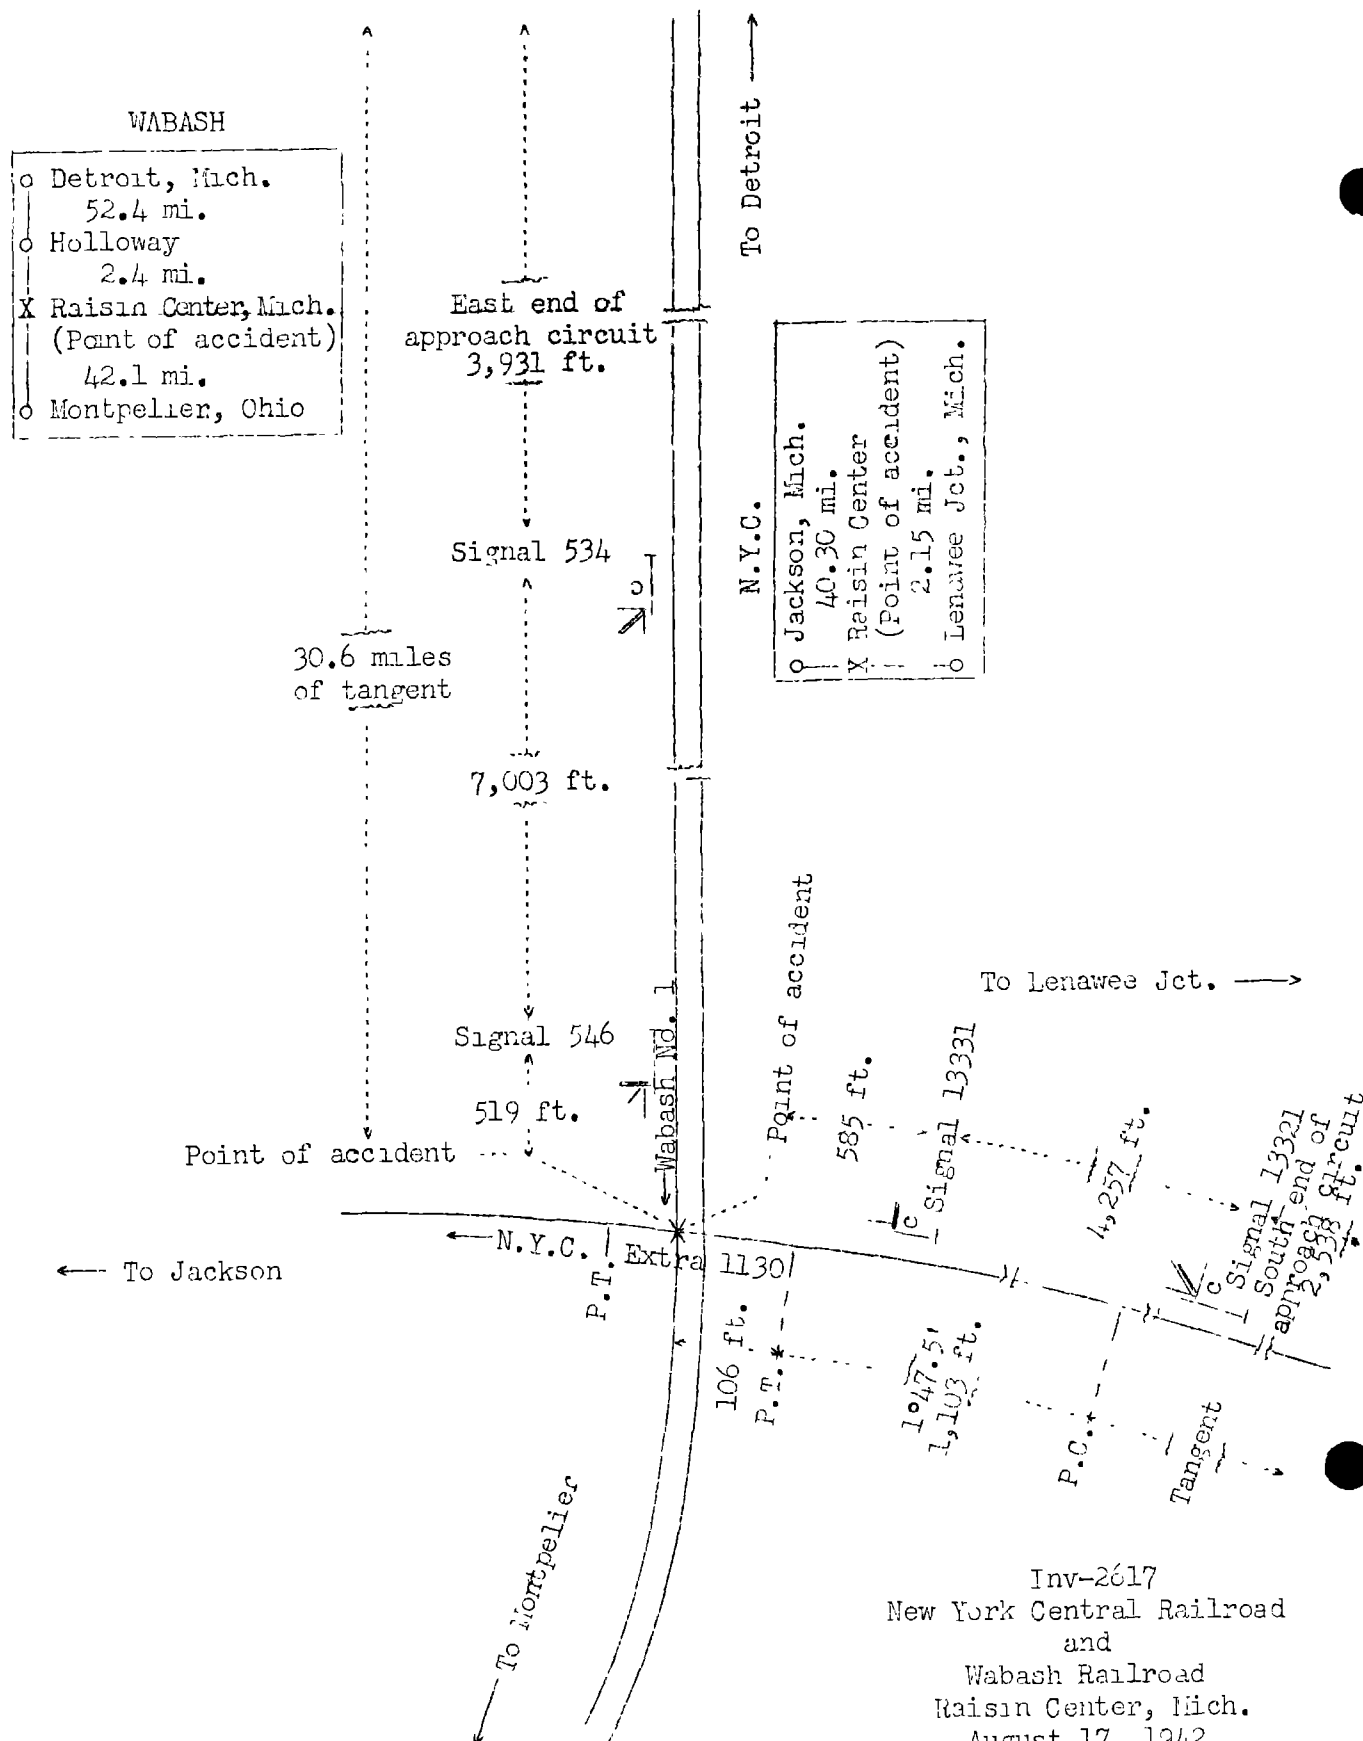 WABASH
Detroit, Mich.
52.4 mi.
Holloway
2.4 mi.
X Raisin Center, Mich.
(Point of accident)
42.1 mi.
Montpelier, Ohio
To Detroit
East end of
approach circuit
3,931 ft.
N.Y.C.
Jackson, Mich.
40.30 mi.
X Raisin Center
(Point of accident)
2.15 mi.
Lenawee Jct., Mich.
Signal 534
30.6 miles
of tangent
7,003 ft.
Signal 546
519 ft.
Point of accident
Wabash No. 1
Point of accident
To Lenawee Jct.
585 ft.
Signal 13331
4,257 ft.
Signal 13321
South end of
approach circuit
2,538 ft.
To Jackson
N.Y.C. Extra 1130
P.T.
106 ft.
P.T.
1°47.5'
1,103 ft.
P.C.
Tangent
To Montpelier
Inv-2617
New York Central Railroad
and
Wabash Railroad
Raisin Center, Mich.
August 17, 1942